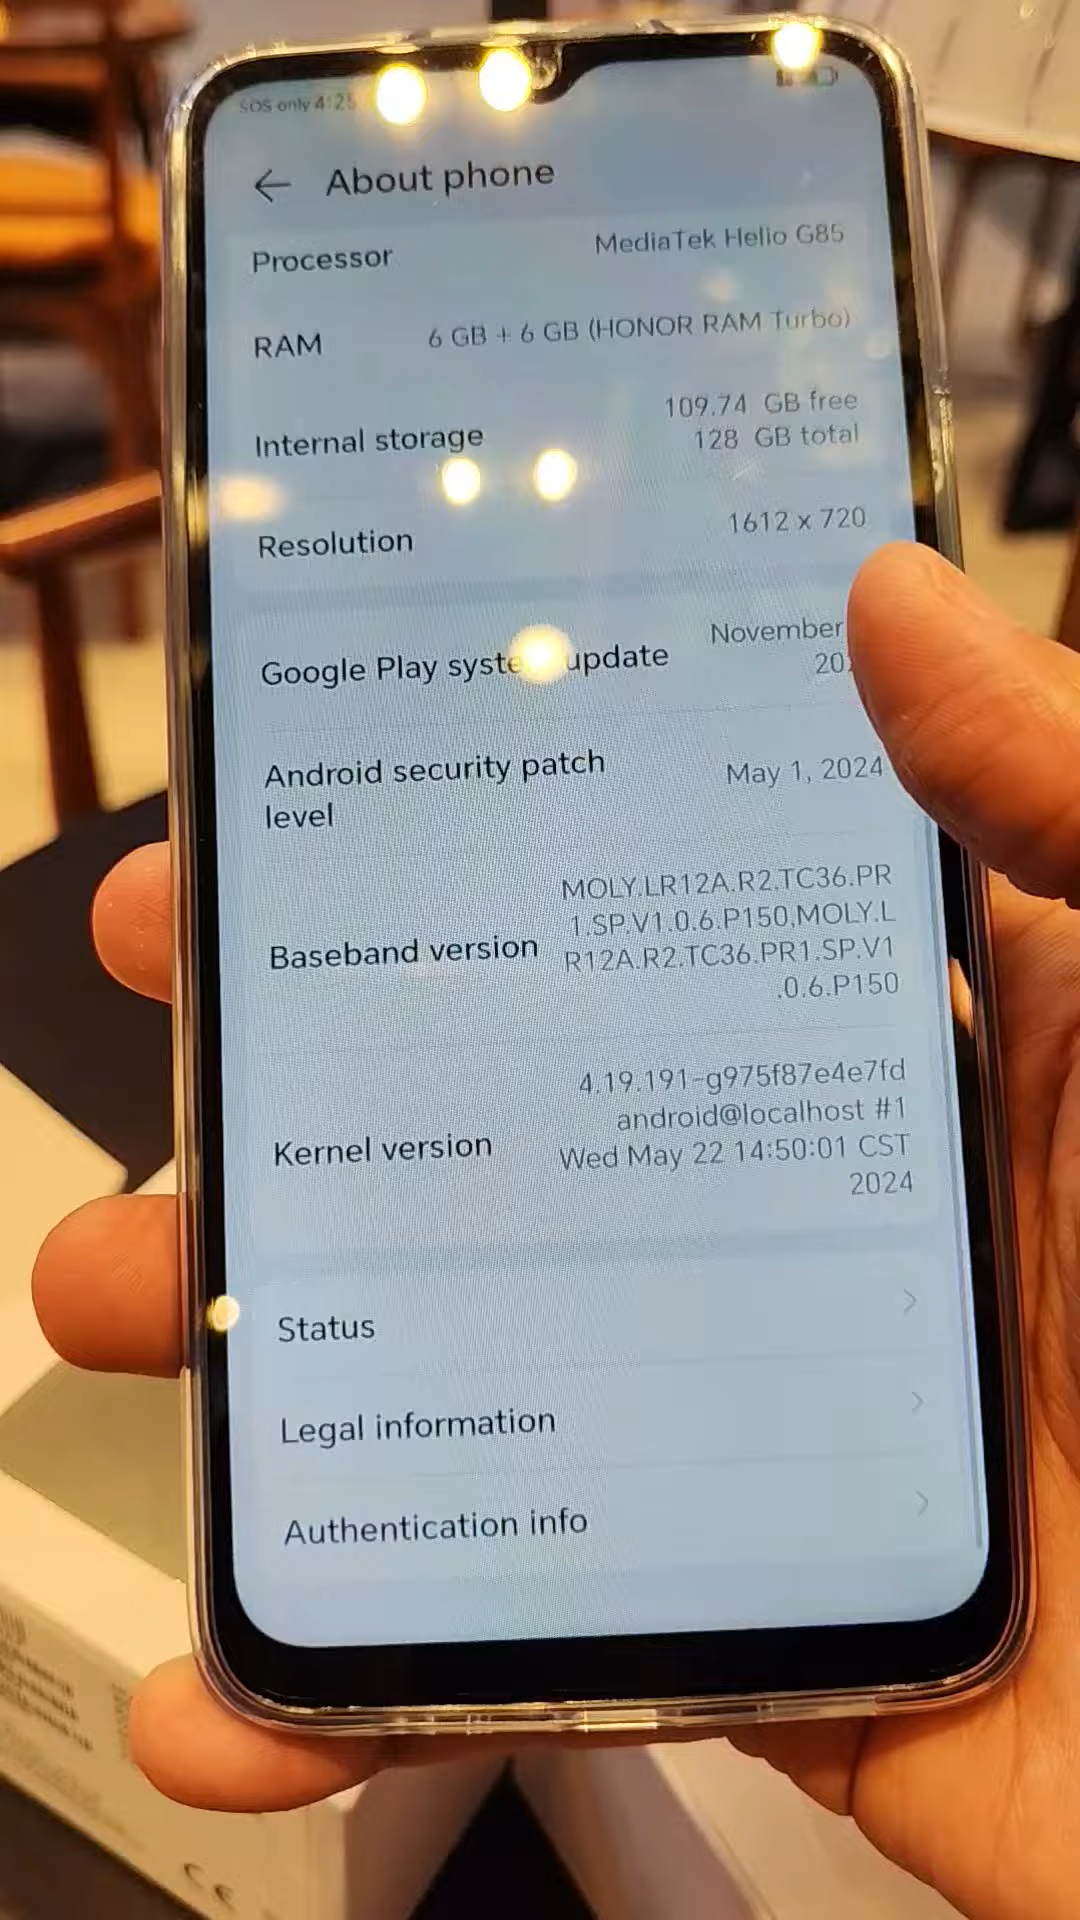 SOS only 4:25
About phone
Processor
MediaTek Helio G85
RAM
6 GB + 6 GB (HONOR RAM Turbo)
Internal storage
109.74 GB free
128 GB total
Resolution
1612 x 720
Google Play update
November
Android security patch
level
May 1, 2024
Baseband version
MOLY.LR12A.R2.TC36.PR
1.SP.V1.0.6.P150,MOLY.L
R12A.R2.TC36.PR1.SP.V1
.0.6.P150
Kernel version
4.19.191-g975f87e4e7fd
android@localhost #1
Wed May 22 14:50:01 CST
2024
Status
Legal information
Authentication info
CE